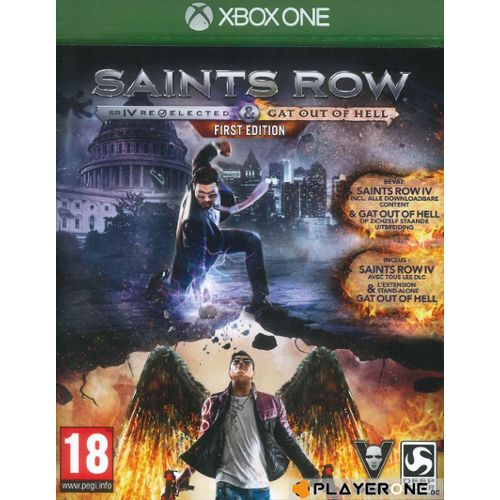 XBOX ONE
SAINTS ROW
SR IV RE ELECTED & GAT OUT OF HELL
FIRST EDITION
BEVAT:
SAINTS ROW IV
INCL. ALLE DOWNLOADBARE
CONTENT
& GAT OUT OF HELL
OP ZICHZELF STAANDE
UITBREIDING
INCLUS :
SAINTS ROW IV
AVEC TOUS LES DLC
& L'EXTENSION
STAND-ALONE
GAT OUT OF HELL
18
www.pegi.info
DEEP
PLAYERONE